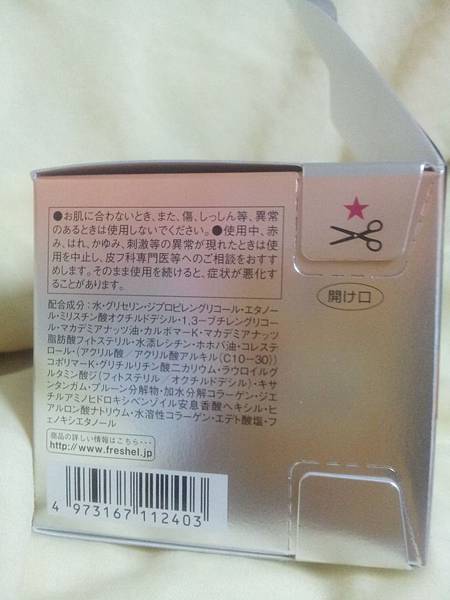 ●お肌に合わないとき、また、傷、しっしん等、異常
のあるときは使用しないでください。●使用中、赤
み、はれ、かゆみ、刺激等の異常が現れたときは使
用を中止し、皮フ科専門医等へのご相談をおすす
めします。そのまま使用を続けると、症状が悪化す
ることがあります。
配合成分：水・グリセリン・ジプロピレングリコール・エタノー
ル・ミリスチン酸オクチルドデシル・1,3-ブチレングリコー
ル・マカデミアナッツ油・カルボマーK・マカデミアナッツ
脂肪酸フィトステリル・水添レシチン・ホホバ油・コレステ
ロール・(アクリル酸／アクリル酸アルキル(C10-30))
コポリマーK・グリチルリチン酸二カリウム・ラウロイルグ
ルタミン酸ジ(フィトステリル／オクチルドデシル)・キサ
ンタンガム・プルーン分解物・加水分解コラーゲン・ジエ
チルアミノヒドロキシベンゾイル安息香酸ヘキシル・ヒ
アルロン酸ナトリウム・水溶性コラーゲン・エデト酸塩・フ
ェノキシエタノール
商品の詳しい情報はこちら・・・
http://www.freshel.jp
4 973167 112403
開け口